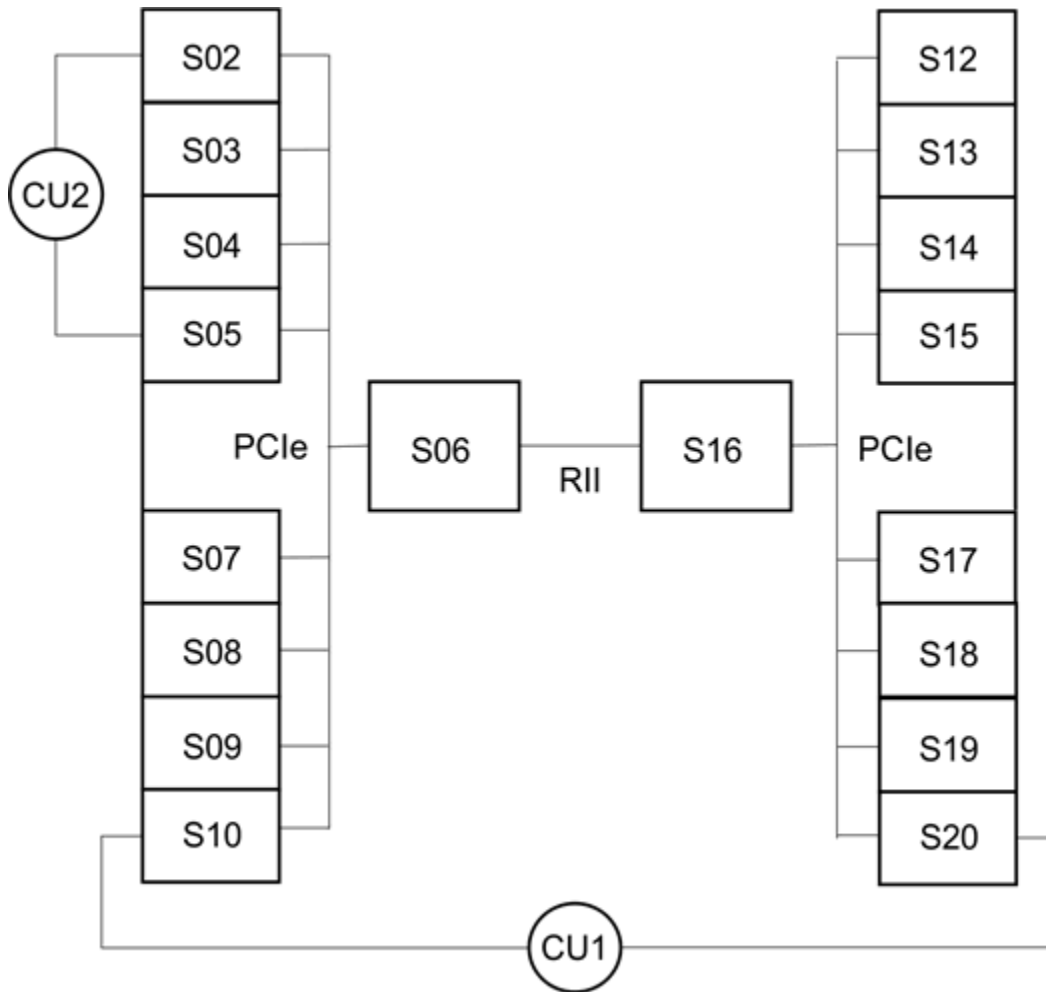 S02
S03
CU2
S04
S05
PCIe
S06
RII
S07
S08
S09
S10
CU1
S12
S13
S14
S15
S16
PCIe
S17
S18
S19
S20